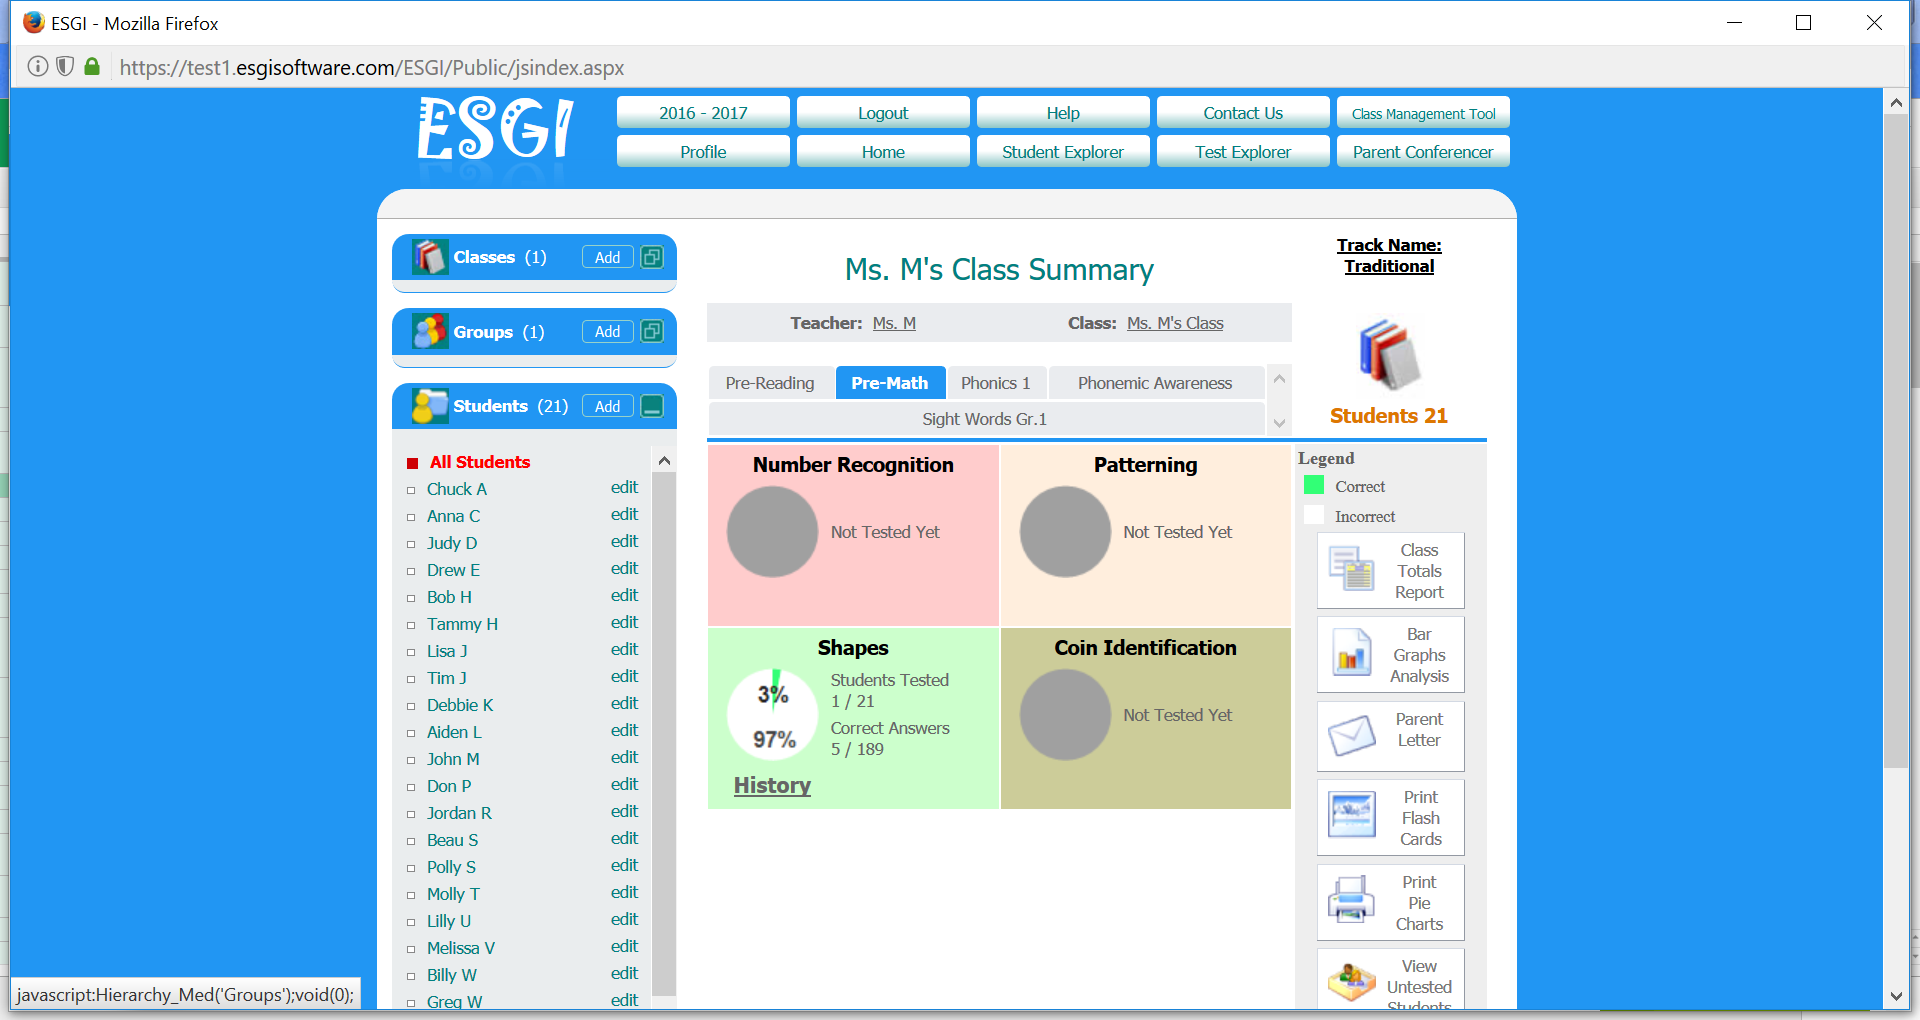 ESGI - Mozilla Firefox
https://test1.esgisoftware.com/ESGI/Public/jsindex.aspx
ESGI
2016 - 2017
Logout
Help
Contact Us
Class Management Tool
Profile
Home
Student Explorer
Test Explorer
Parent Conferencer
Classes (1)
Add
Groups (1)
Add
Students (21)
Add
All Students
Chuck A edit
Anna C edit
Judy D edit
Drew E edit
Bob H edit
Tammy H edit
Lisa J edit
Tim J edit
Debbie K edit
Aiden L edit
John M edit
Don P edit
Jordan R edit
Beau S edit
Polly S edit
Molly T edit
Lilly U edit
Melissa V edit
Billy W edit
Greg W edit
Ms. M's Class Summary
Teacher: Ms. M
Class: Ms. M's Class
Pre-Reading
Pre-Math
Phonics 1
Phonemic Awareness
Sight Words Gr.1
Number Recognition
Not Tested Yet
Patterning
Not Tested Yet
Shapes
3%
97%
Students Tested
1 / 21
Correct Answers
5 / 189
History
Coin Identification
Not Tested Yet
Track Name:
Traditional
Students 21
Legend
Correct
Incorrect
Class
Totals
Report
Bar
Graphs
Analysis
Parent
Letter
Print
Flash
Cards
Print
Pie
Charts
View
Untested
Students
javascript:Hierarchy_Med('Groups');void(0);